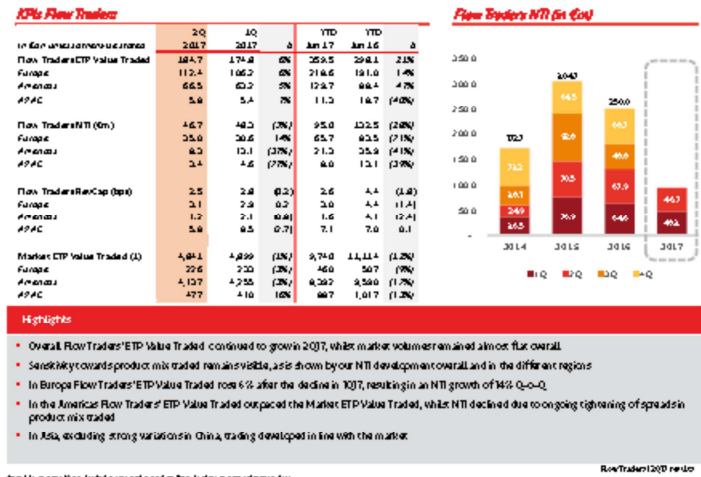 KPIs Flow Traders
Flow Traders NTI (in €m)
2Q 1Q YTD YTD
2017 2017 Δ Jun 17 Jun 16 Δ
Flow Traders ETP Value Traded 184.7 174.8 6% 359.5 298.1 21%
Europe 112.4 106.2 6% 218.6 191.0 14%
Americas 66.5 63.2 5% 129.7 88.4 47%
APAC 5.8 5.4 7% 11.3 18.7 (40%)
Flow Traders NTI (€m) 46.7 48.3 (3%) 95.0 132.5 (28%)
Europe 35.0 30.6 14% 65.7 83.5 (21%)
Americas 8.3 13.1 (37%) 21.3 35.9 (41%)
APAC 3.4 4.6 (27%) 8.0 13.1 (39%)
Flow Traders RevCap (bps) 2.5 2.8 (0.2) 2.6 4.4 (1.8)
Europe 3.1 2.9 0.2 3.0 4.4 (1.4)
Americas 1.2 2.1 (0.8) 1.6 4.1 (2.4)
APAC 5.8 8.5 (2.7) 7.1 7.0 0.1
Market ETP Value Traded (1) 4,841 4,899 (1%) 9,740 11,114 (12%)
Europe 226 233 (3%) 460 507 (9%)
Americas 4,137 4,255 (3%) 8,392 9,590 (12%)
APAC 477 410 16% 887 1,017 (13%)
350.0
300.0
250.0
200.0
150.0
100.0
50.0
-
250.0
2014 2015 2016 2017
1Q 2Q 3Q 4Q
Highlights
• Overall Flow Traders' ETP Value Traded continued to grow in 2Q17, whilst market volumes remained almost flat overall
• Sensitivity towards product mix traded remains visible, as is shown by our NTI development overall and in the different regions
• In Europe Flow Traders' ETP Value Traded rose 6% after the decline in 1Q17, resulting in an NTI growth of 14% Q-o-Q
• In the Americas Flow Traders' ETP Value Traded outpaced the Market ETP Value Traded, whilst NTI declined due to ongoing tightening of spreads in
product mix traded
• In Asia, excluding strong variations in China, trading developed in line with the market
Flow Traders | 2Q17 results